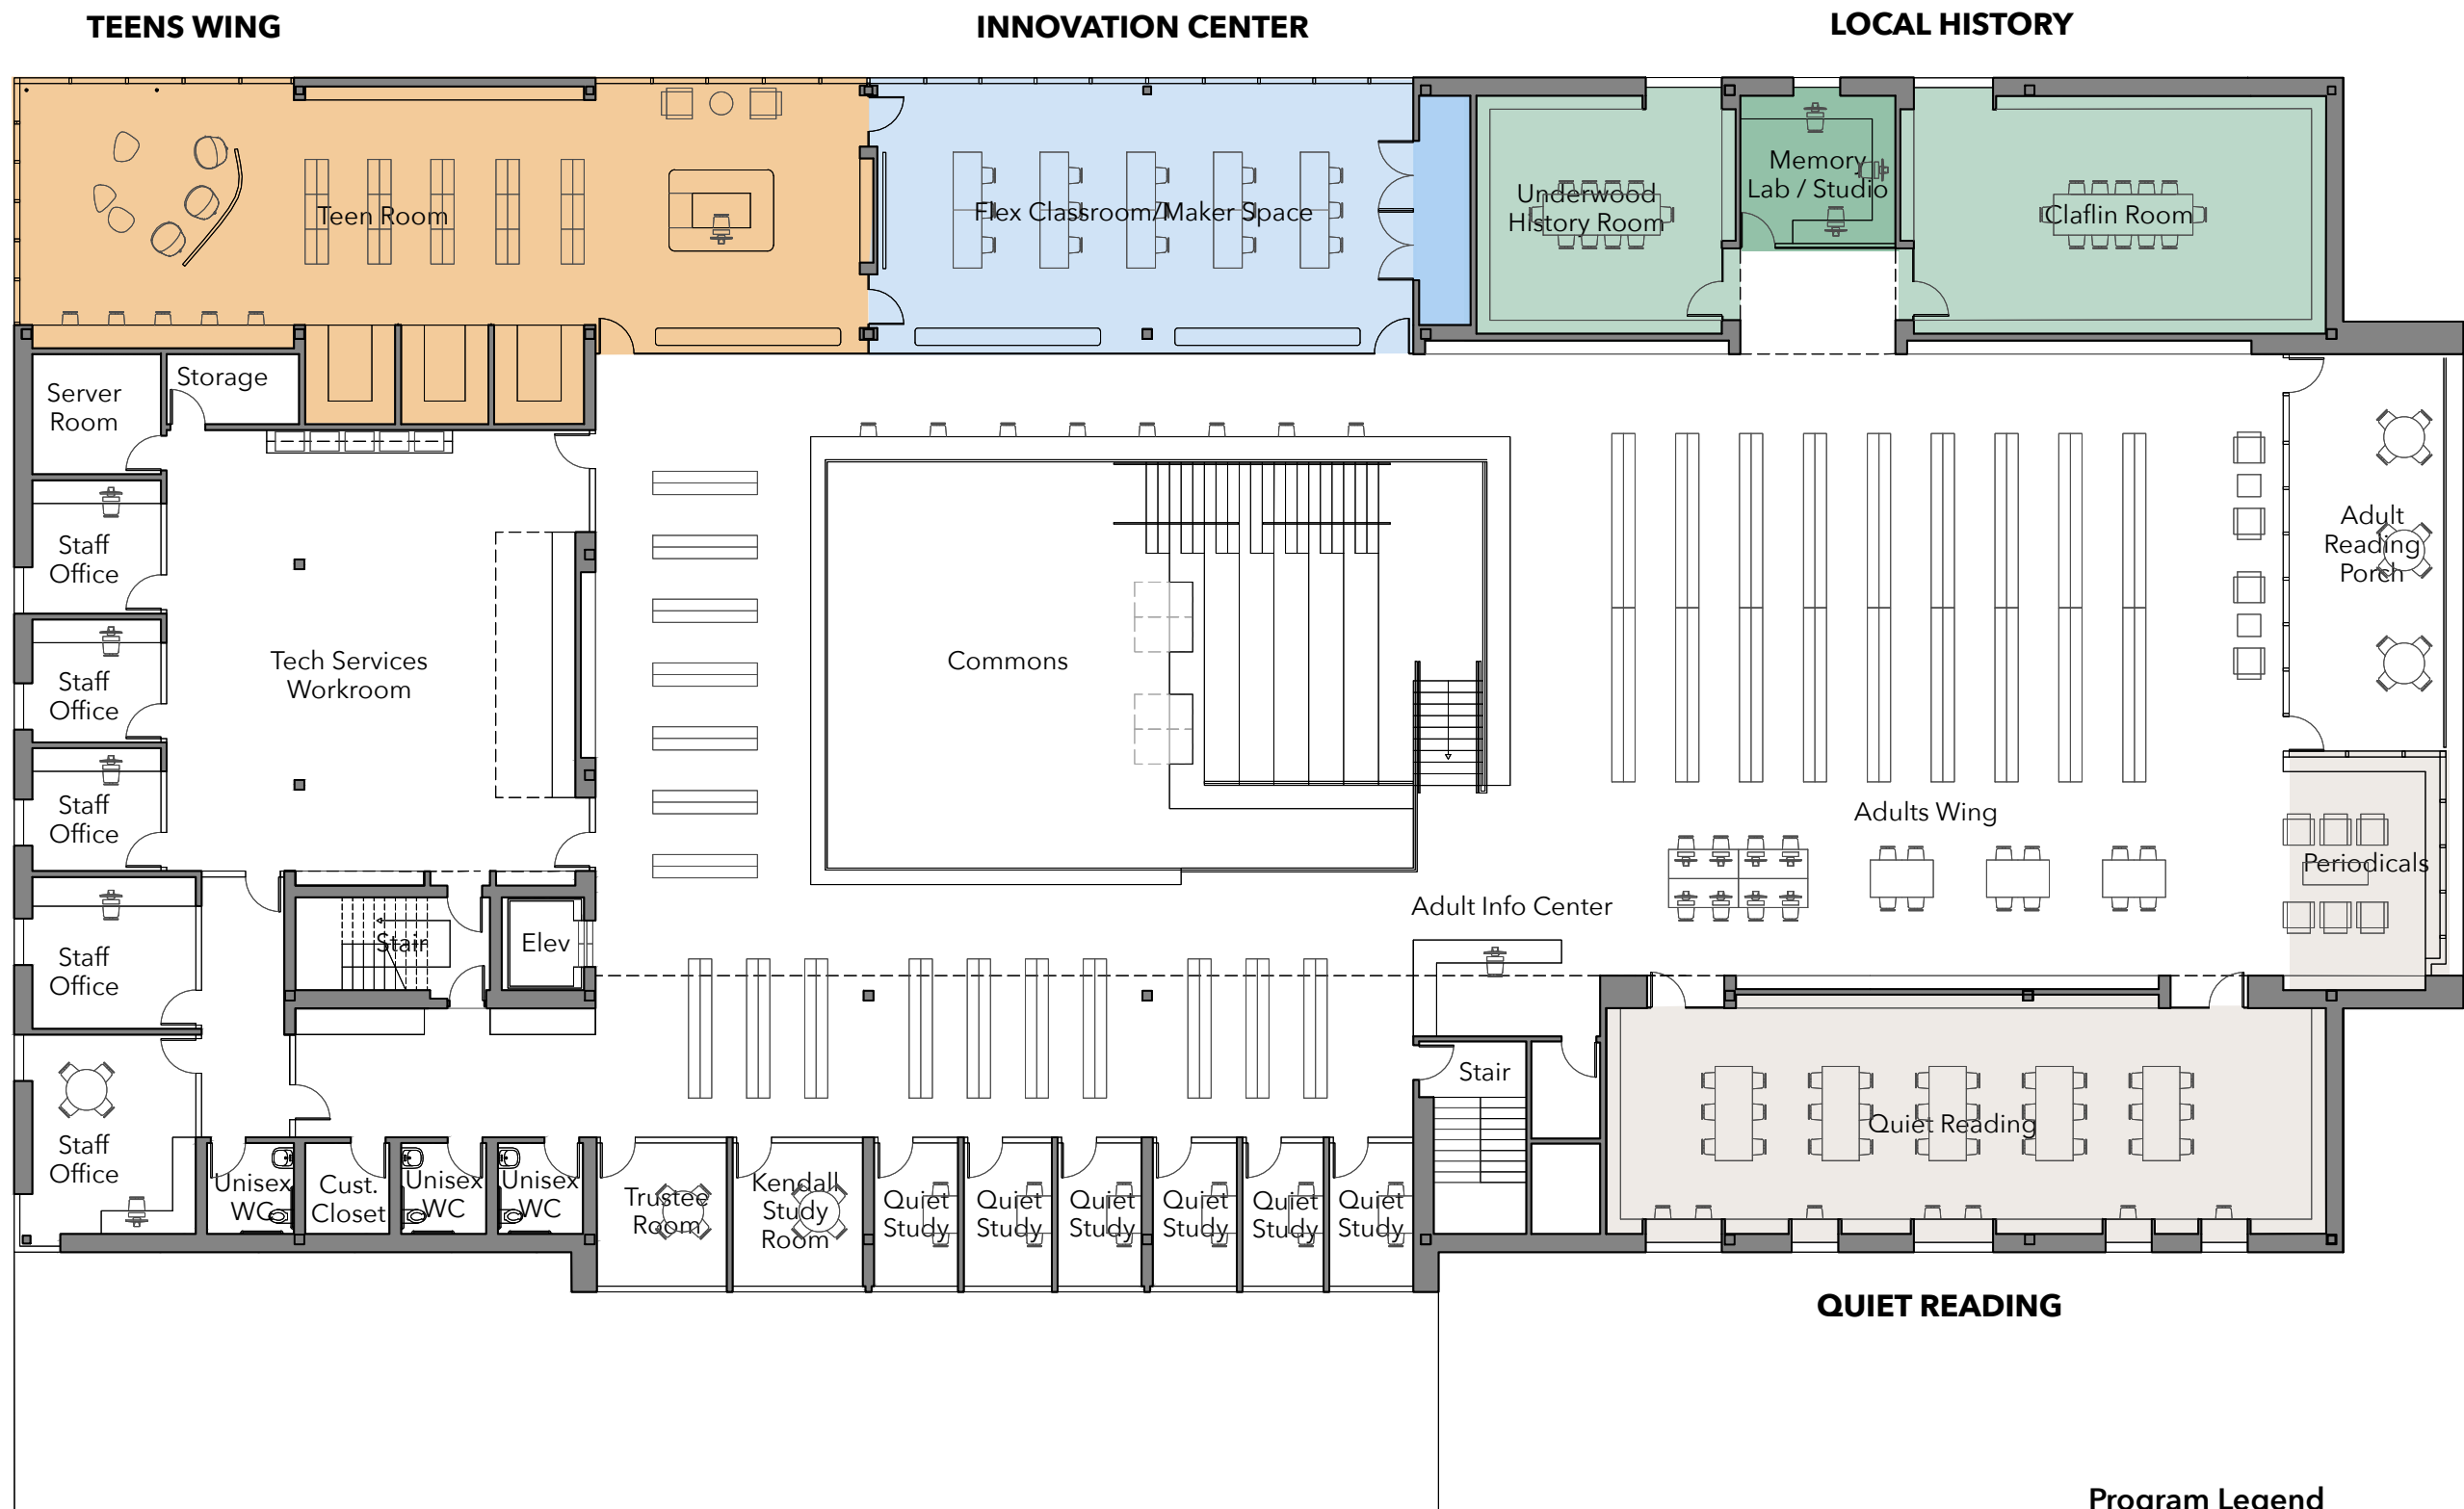 TEENS WING
INNOVATION CENTER
LOCAL HISTORY
Teen Room
Flex Classroom/Maker Space
Underwood
History Room
Memory
Lab / Studio
Claflin Room
Server
Room
Storage
Staff
Office
Staff
Office
Staff
Office
Staff
Office
Staff
Office
Tech Services
Workroom
Commons
Adult
Reading
Porch
Adults Wing
Periodicals
Adult Info Center
Stair
Elev
Stair
Quiet Reading
Unisex
WC
Cust.
Closet
Unisex
WC
Unisex
WC
Trustee
Room
Kendall
Study
Room
Quiet
Study
Quiet
Study
Quiet
Study
Quiet
Study
Quiet
Study
Quiet
Study
QUIET READING
Program Legend